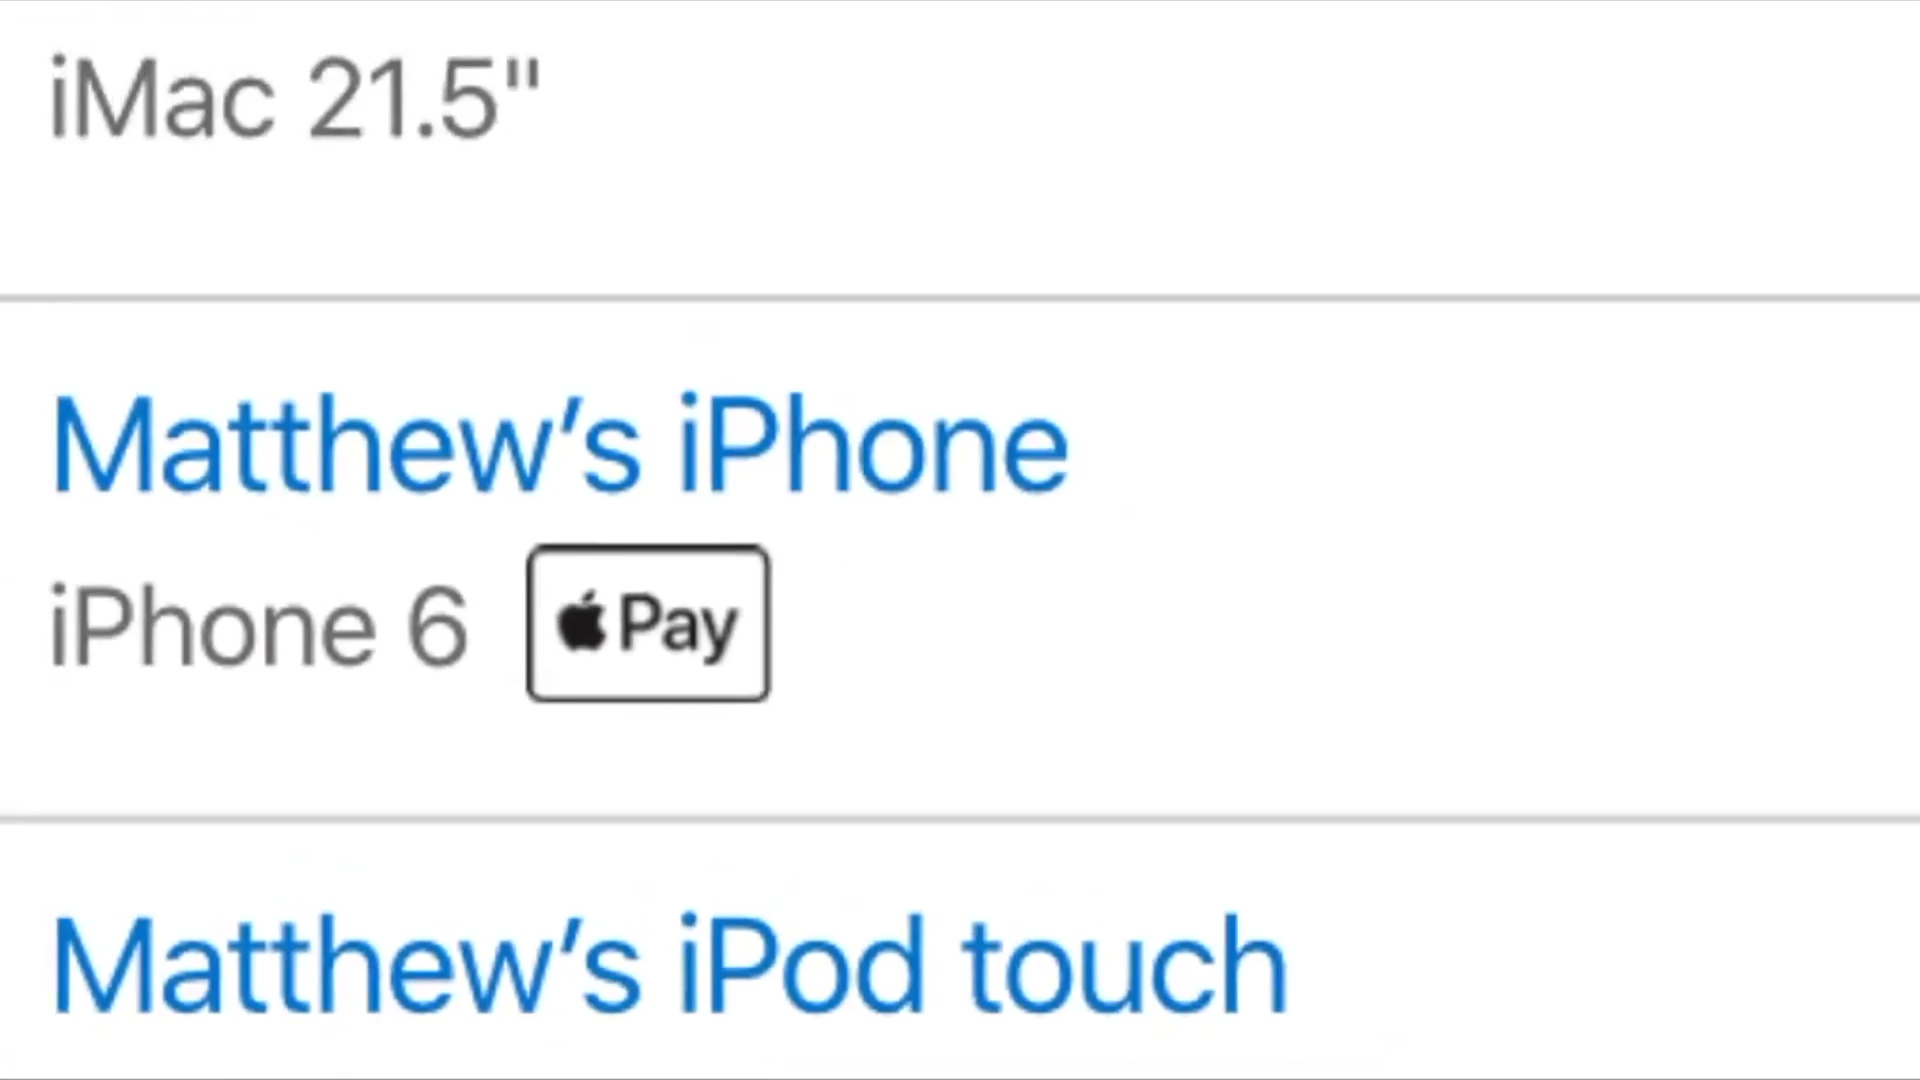 iMac 21.5"
Matthew’s iPhone
iPhone 6 Pay
Matthew’s iPod touch